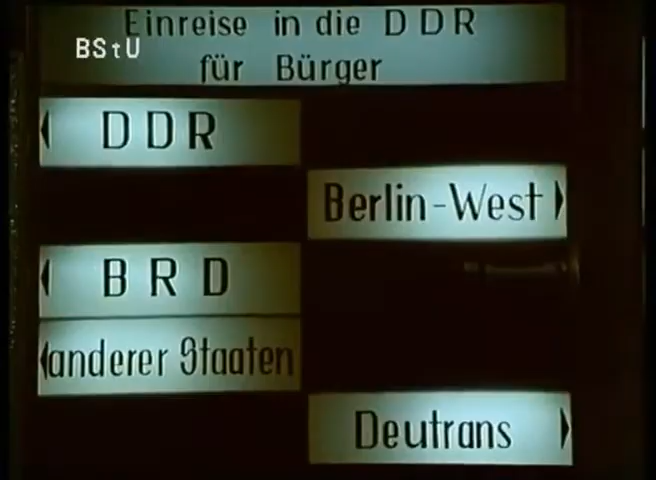 Einreise in die DDR
BStU
für Bürger
DDR
Berlin-West
BRD
anderer Staaten
Deutrans